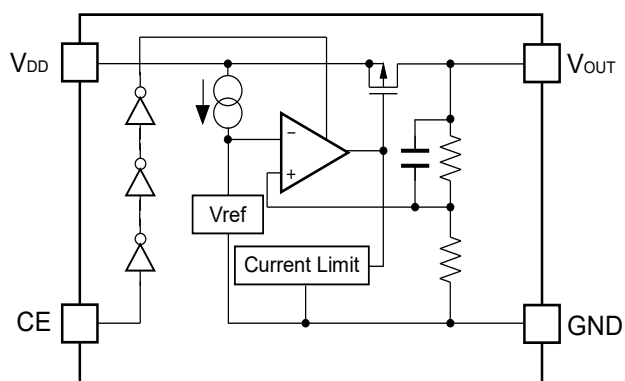 VDD
VOUT
−
+
Vref
Current Limit
CE
GND